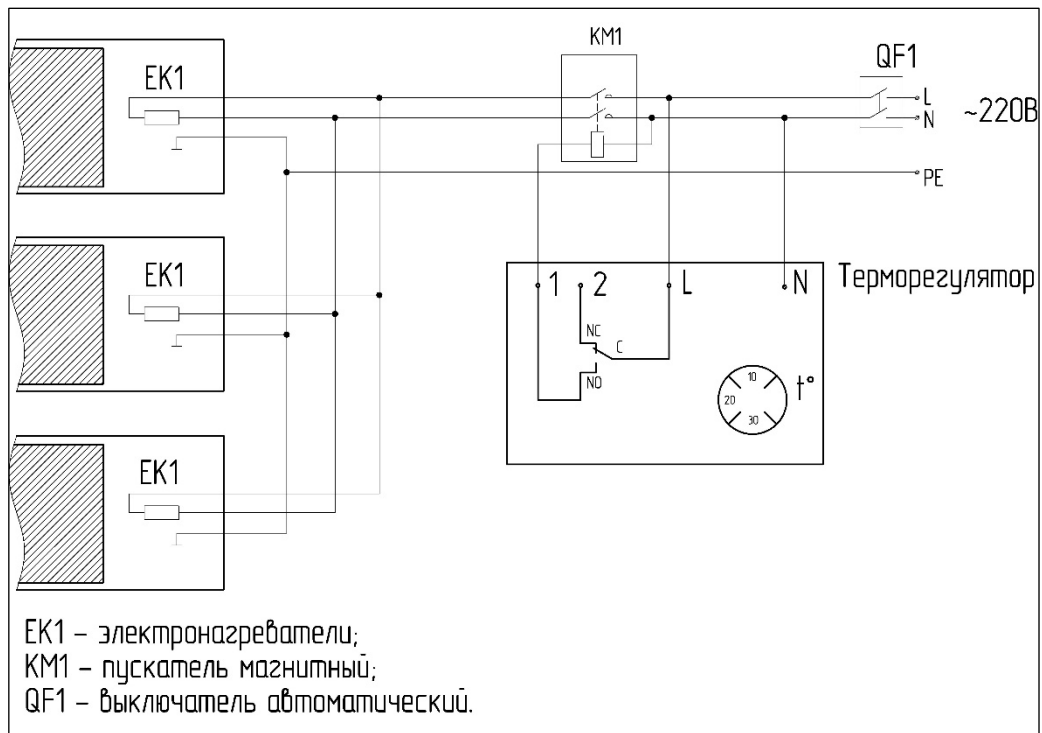 EK1
KM1
QF1
L
N
~220В
PE
EK1
1
2
L
N
Терморегулятор
NC
C
NO
10
20
30
t°
EK1
EK1 – электронагреватели;
KM1 – пускатель магнитный;
QF1 – выключатель автоматический.